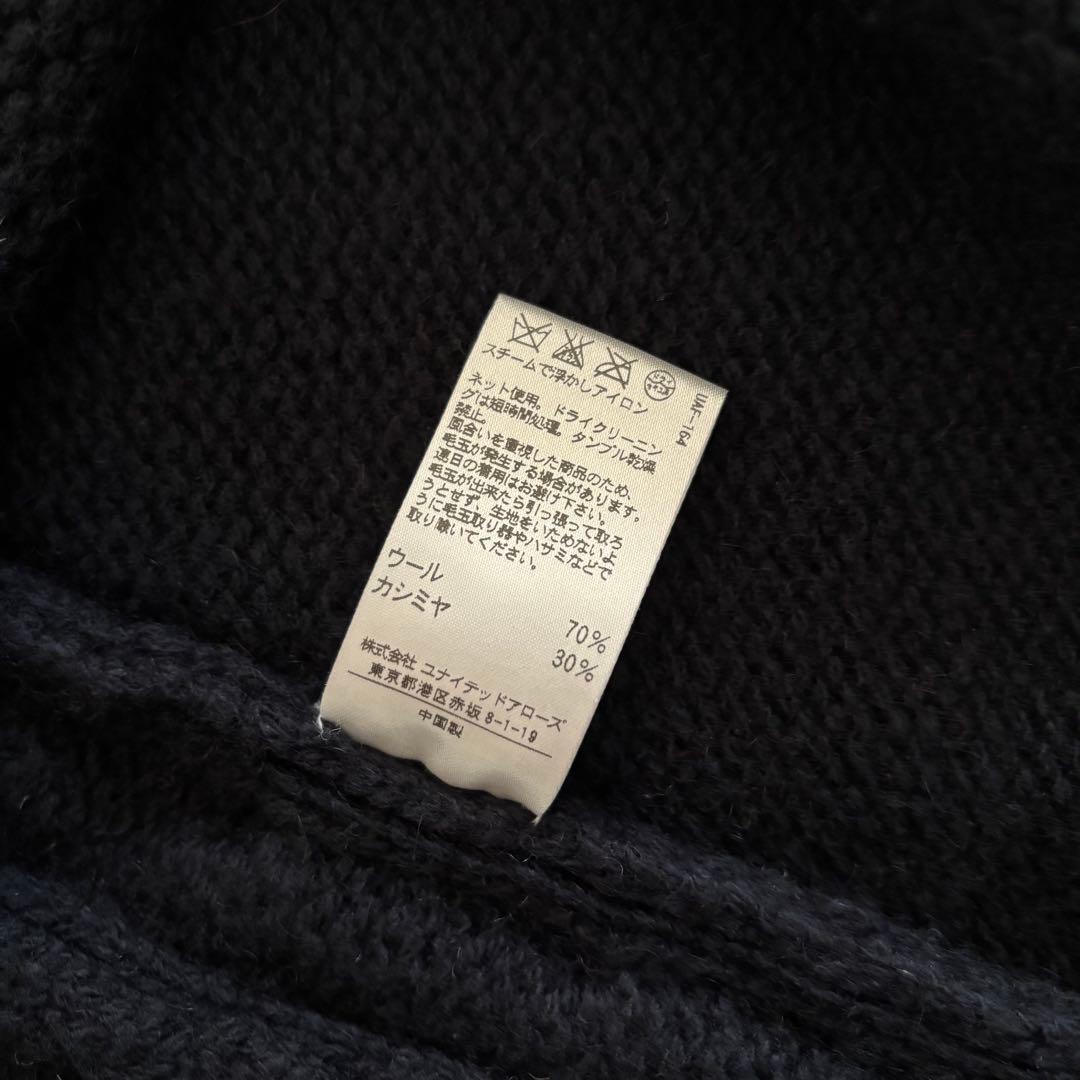 スチームで浮かしアイロン
ネット使用。ドライクリーニン
グは短時間処理。タンブル乾燥
禁止。
風合いを重視した商品のため、
毛玉が発生する場合があります。
連日の着用はお避け下さい。
毛玉が出来たら引っ張って取ろ
うとせず、生地をいためないよ
うに毛玉取り器やハサミなどで
取り除いてください。
ウール 70%
カシミヤ 30%
株式会社 ユナイテッドアローズ
東京都港区赤坂 8-1-19
中国製